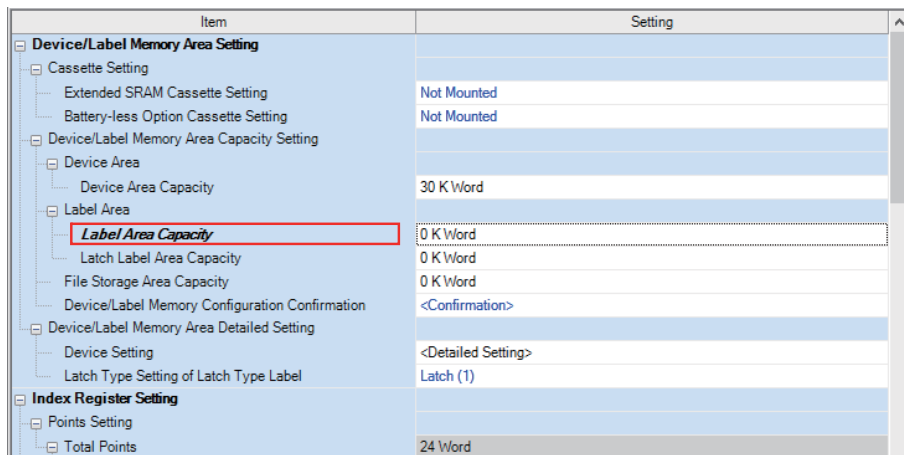 Item Setting
Device/Label Memory Area Setting
Cassette Setting
Extended SRAM Cassette Setting Not Mounted
Battery-less Option Cassette Setting Not Mounted
Device/Label Memory Area Capacity Setting
Device Area
Device Area Capacity 30 K Word
Label Area
Label Area Capacity 0 K Word
Latch Label Area Capacity 0 K Word
File Storage Area Capacity 0 K Word
Device/Label Memory Configuration Confirmation <Confirmation>
Device/Label Memory Area Detailed Setting
Device Setting <Detailed Setting>
Latch Type Setting of Latch Type Label Latch (1)
Index Register Setting
Points Setting
Total Points 24 Word